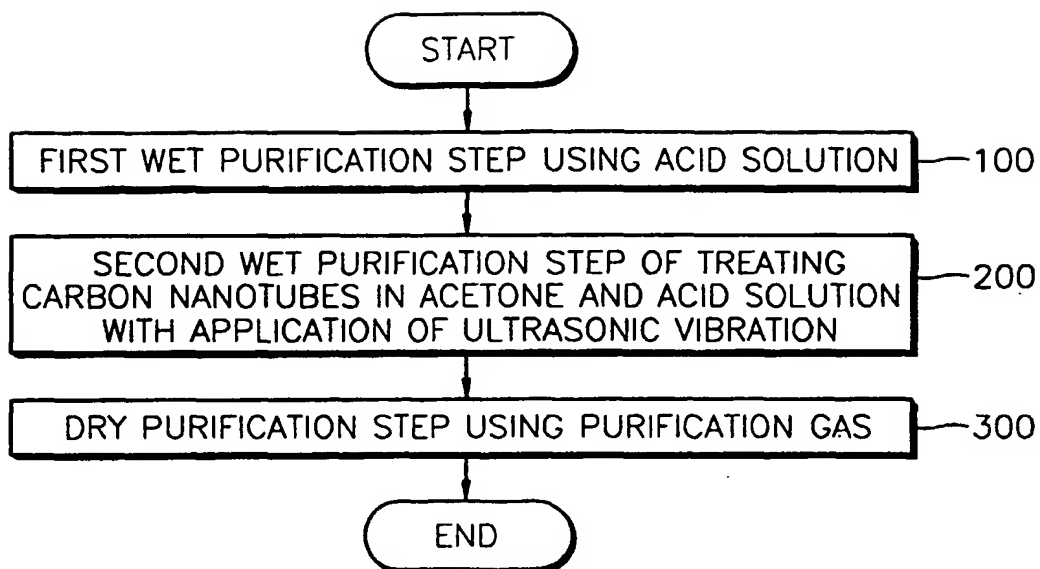 START
FIRST WET PURIFICATION STEP USING ACID SOLUTION
100
SECOND WET PURIFICATION STEP OF TREATING
CARBON NANOTUBES IN ACETONE AND ACID SOLUTION
WITH APPLICATION OF ULTRASONIC VIBRATION
200
DRY PURIFICATION STEP USING PURIFICATION GAS
300
END